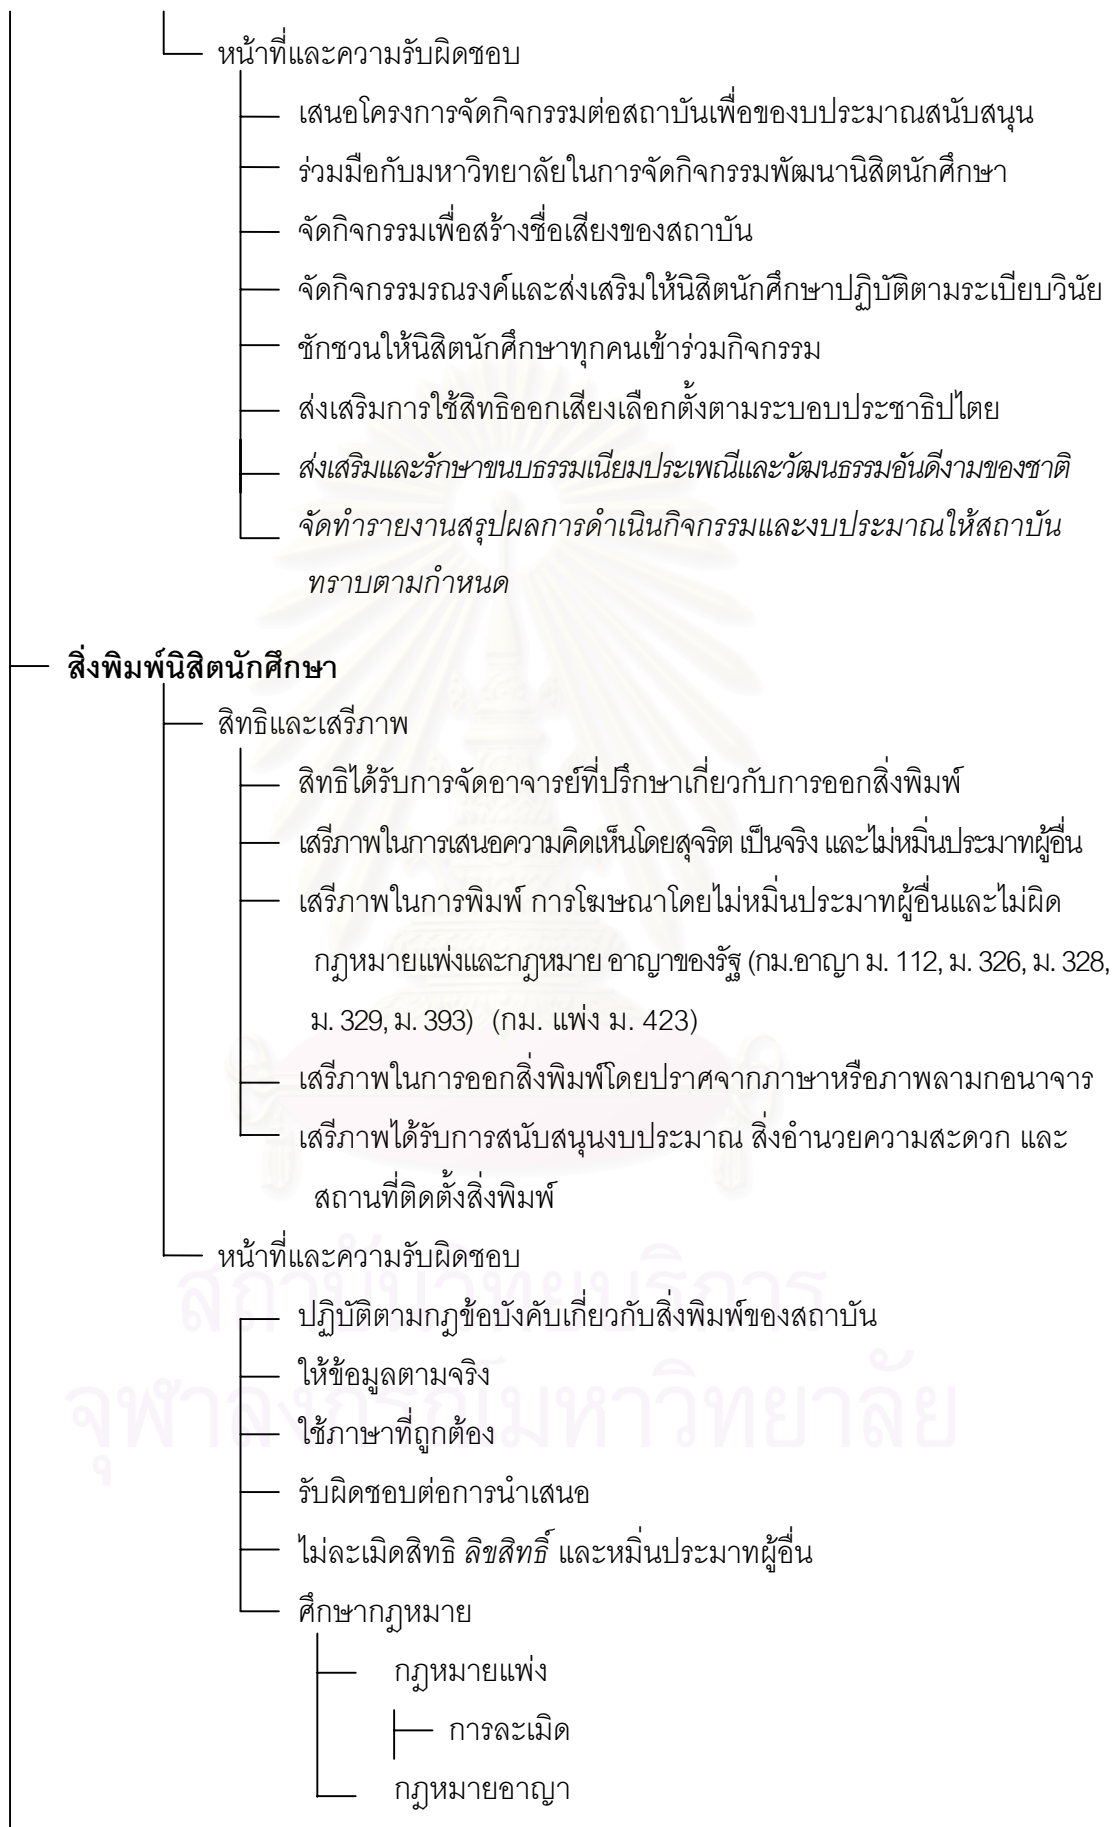 หน้าที่และความรับผิดชอบ
เสนอโครงการจัดกิจกรรมต่อสถาบันเพื่อของบประมาณสนับสนุน
ร่วมมือกับมหาวิทยาลัยในการจัดกิจกรรมพัฒนานิสิตนักศึกษา
จัดกิจกรรมเพื่อสร้างชื่อเสียงของสถาบัน
จัดกิจกรรมรณรงค์และส่งเสริมให้นิสิตนักศึกษาปฏิบัติตามระเบียบวินัย
ชักชวนให้นิสิตนักศึกษาทุกคนเข้าร่วมกิจกรรม
ส่งเสริมการใช้สิทธิออกเสียงเลือกตั้งตามระบอบประชาธิปไตย
ส่งเสริมและรักษาขนบธรรมเนียมประเพณีและวัฒนธรรมอันดีงามของชาติ
จัดทำรายงานสรุปผลการดำเนินกิจกรรมและงบประมาณให้สถาบัน
ทราบตามกำหนด
สิ่งพิมพ์นิสิตนักศึกษา
สิทธิและเสรีภาพ
สิทธิได้รับการจัดอาจารย์ที่ปรึกษาเกี่ยวกับการออกสิ่งพิมพ์
เสรีภาพในการเสนอความคิดเห็นโดยสุจริต เป็นจริง และไม่หมิ่นประมาทผู้อื่น
เสรีภาพในการพิมพ์ การโฆษณาโดยไม่หมิ่นประมาทผู้อื่นและไม่ผิด
กฎหมายแพ่งและกฎหมาย อาญาของรัฐ (กม.อาญา ม. 112, ม. 326, ม. 328,
ม. 329, ม. 393) (กม. แพ่ง ม. 423)
เสรีภาพในการออกสิ่งพิมพ์โดยปราศจากภาษาหรือภาพลามกอนาจาร
เสรีภาพได้รับการสนับสนุนงบประมาณ สิ่งอำนวยความสะดวก และ
สถานที่ติดตั้งสิ่งพิมพ์
หน้าที่และความรับผิดชอบ
สถาบันวิทยบริการ
ปฏิบัติตามกฎข้อบังคับเกี่ยวกับสิ่งพิมพ์ของสถาบัน
ให้ข้อมูลตามจริง
จุฬาลงกรณ์มหาวิทยาลัย
ใช้ภาษาที่ถูกต้อง
รับผิดชอบต่อการนำเสนอ
ไม่ละเมิดสิทธิ ลิขสิทธิ์ และหมิ่นประมาทผู้อื่น
ศึกษากฎหมาย
กฎหมายแพ่ง
การละเมิด
กฎหมายอาญา